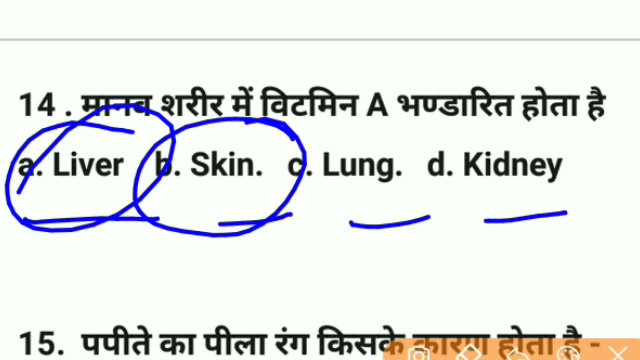 14 . मानव शरीर में विटमिन A भण्डारित होता है
a. Liver b. Skin. c. Lung. d. Kidney
15. पपीते का पीला रंग किसके कारण होता है -